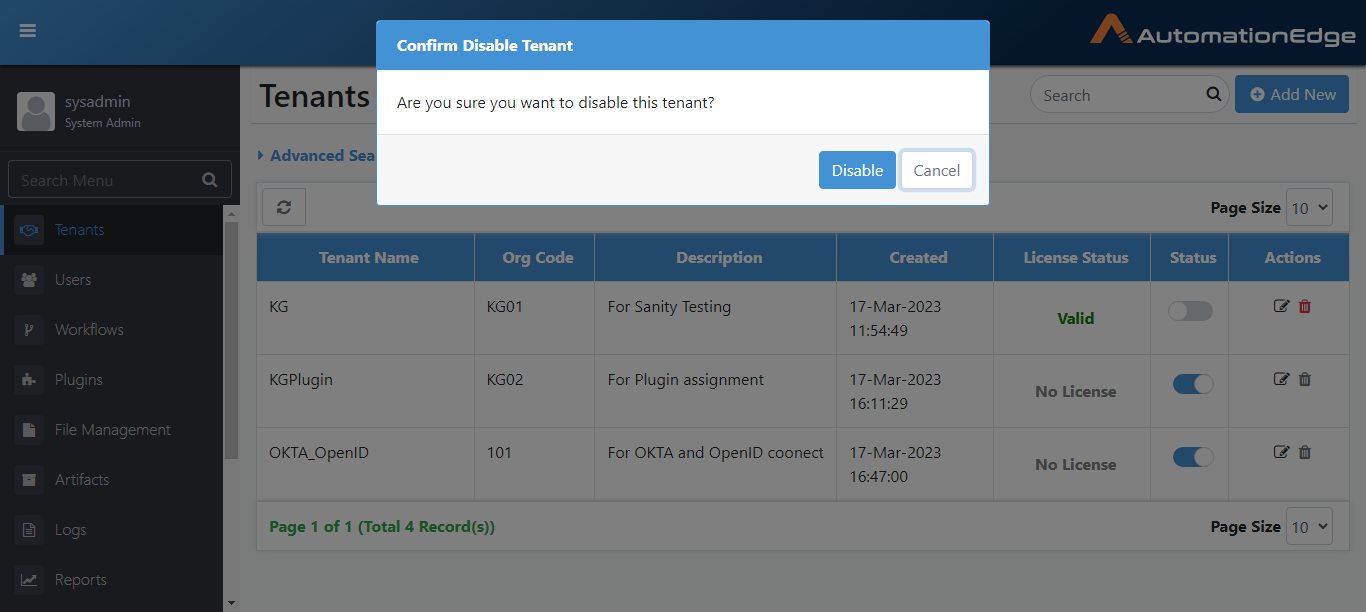 AutomationEdge
Confirm Disable Tenant
Are you sure you want to disable this tenant?
Disable
Cancel
sysadmin
System Admin
Search Menu
Tenants
Users
Workflows
Plugins
File Management
Artifacts
Logs
Reports
Tenants
Search
Add New
Advanced Sea
Page Size 10
Tenant Name Org Code Description Created License Status Status Actions
KG KG01 For Sanity Testing 17-Mar-2023
11:54:49 Valid
KGPlugin KG02 For Plugin assignment 17-Mar-2023
16:11:29 No License
OKTA_OpenID 101 For OKTA and OpenID coonect 17-Mar-2023
16:47:00 No License
Page 1 of 1 (Total 4 Record(s))
Page Size 10